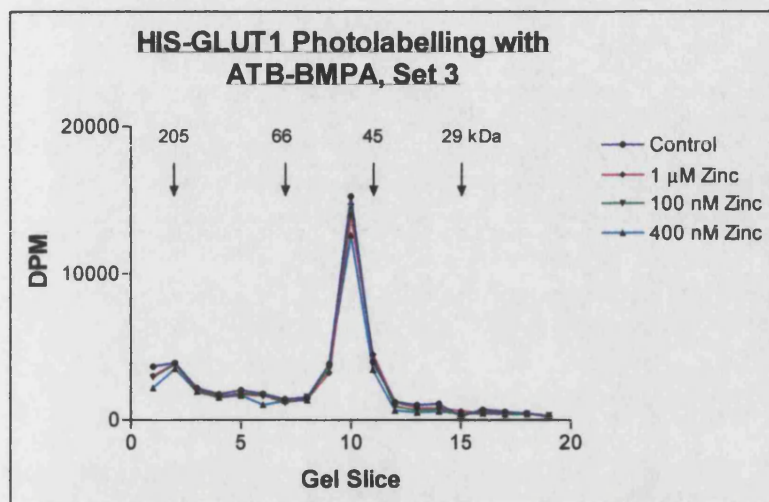 HIS-GLUT1 Photolabelling with
ATB-BMPA, Set 3
205 66 45 29 kDa
20000
10000
0
DPM
0 5 10 15 20
Gel Slice
Control
1 µM Zinc
100 nM Zinc
400 nM Zinc